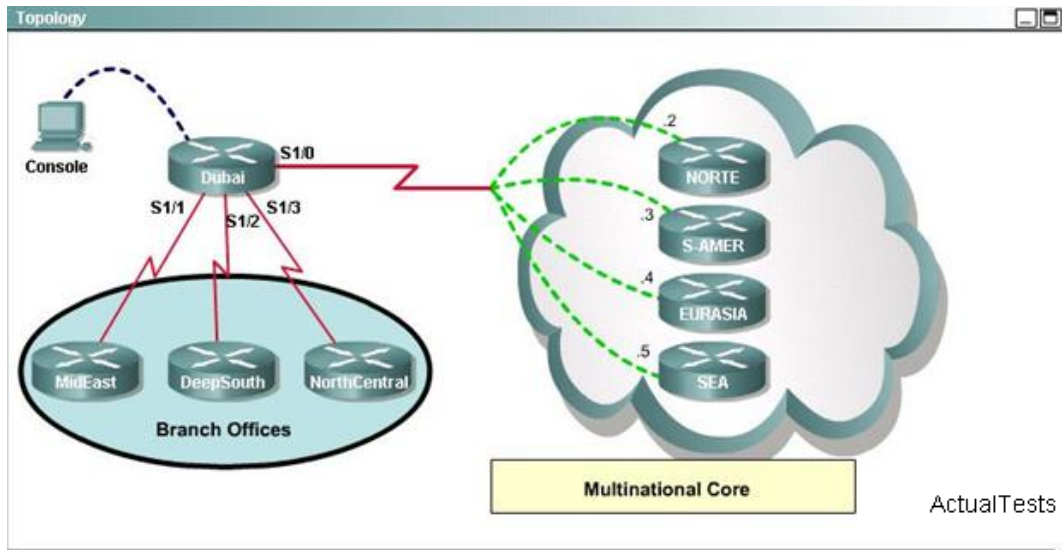 Topology
Console
Dubai
S1/0
S1/1
S1/2
S1/3
MidEast
DeepSouth
NorthCentral
Branch Offices
.2
NORTE
.3
S-AMER
.4
EURASIA
.5
SEA
Multinational Core
ActualTests